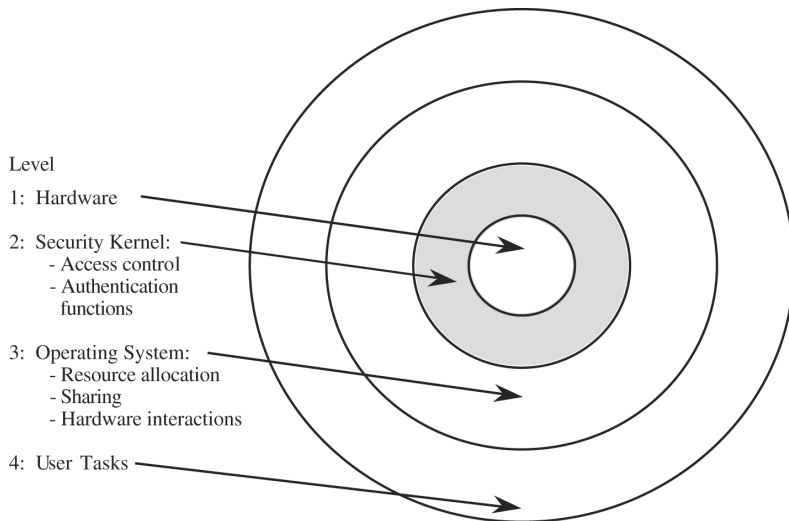 Level
1: Hardware
2: Security Kernel:
- Access control
- Authentication
functions
3: Operating System:
- Resource allocation
- Sharing
- Hardware interactions
4: User Tasks